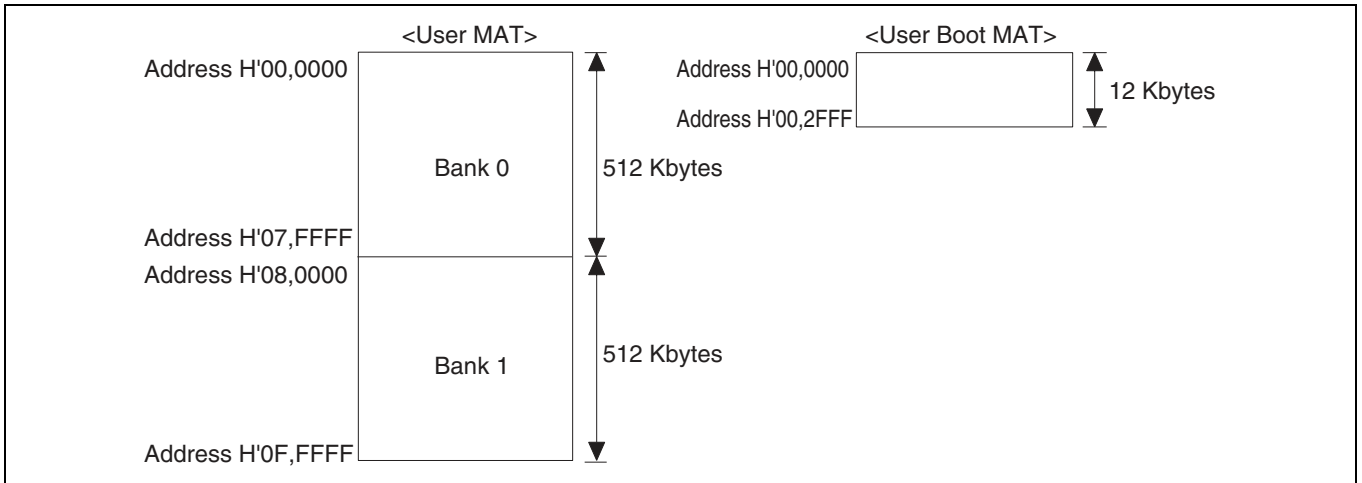 <User MAT>
Address H'00,0000
Bank 0
512 Kbytes
Address H'07,FFFF
Address H'08,0000
Bank 1
512 Kbytes
Address H'0F,FFFF
<User Boot MAT>
Address H'00,0000
12 Kbytes
Address H'00,2FFF